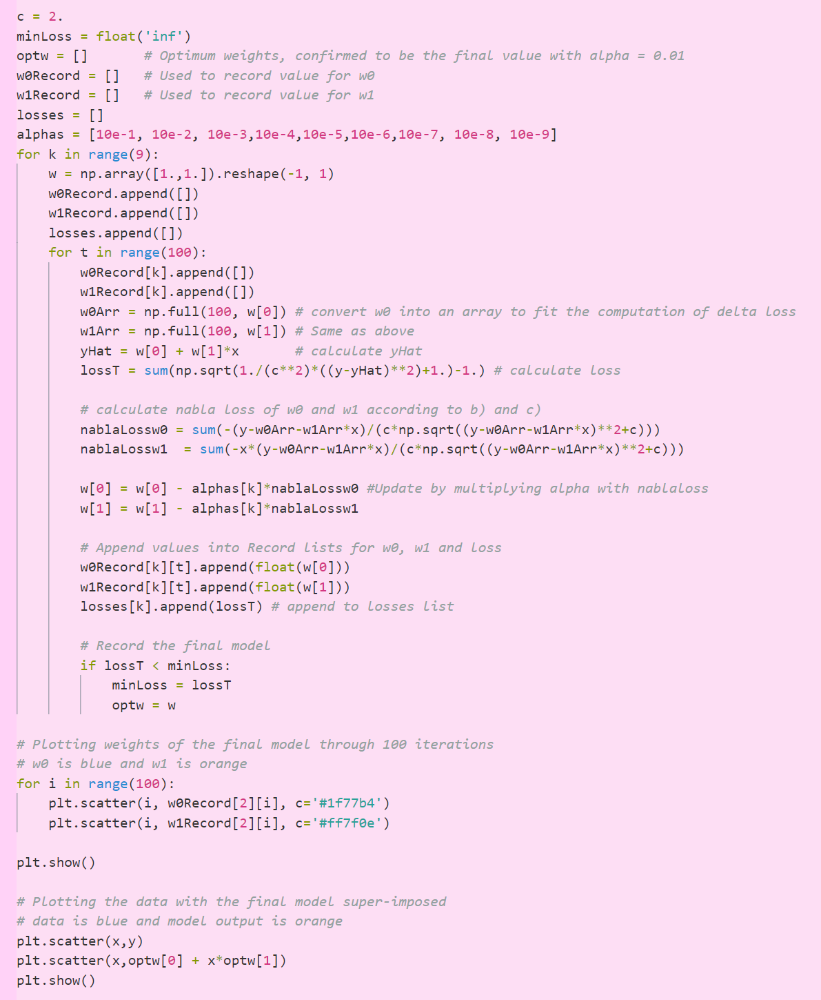 c = 2.
minLoss = float('inf')
optw = []       # Optimum weights, confirmed to be the final value with alpha = 0.01
w0Record = []   # Used to record value for w0
w1Record = []   # Used to record value for w1
losses = []
alphas = [10e-1, 10e-2, 10e-3,10e-4,10e-5,10e-6,10e-7, 10e-8, 10e-9]
for k in range(9):
    w = np.array([1.,1.]).reshape(-1, 1)
    w0Record.append([])
    w1Record.append([])
    losses.append([])
    for t in range(100):
        w0Record[k].append([])
        w1Record[k].append([])
        w0Arr = np.full(100, w[0]) # convert w0 into an array to fit the computation of delta loss
        w1Arr = np.full(100, w[1]) # Same as above
        yHat = w[0] + w[1]*x       # calculate yHat
        lossT = sum(np.sqrt(1./(c**2)*((y-yHat)**2)+1.)-1.) # calculate loss

        # calculate nabla loss of w0 and w1 according to b) and c)
        nablaLossw0 = sum(-(y-w0Arr-w1Arr*x)/(c*np.sqrt((y-w0Arr-w1Arr*x)**2+c)))
        nablaLossw1  = sum(-x*(y-w0Arr-w1Arr*x)/(c*np.sqrt((y-w0Arr-w1Arr*x)**2+c)))

        w[0] = w[0] - alphas[k]*nablaLossw0 #Update by multiplying alpha with nablaloss
        w[1] = w[1] - alphas[k]*nablaLossw1

        # Append values into Record lists for w0, w1 and loss
        w0Record[k][t].append(float(w[0]))
        w1Record[k][t].append(float(w[1]))
        losses[k].append(lossT) # append to losses list

        # Record the final model
        if lossT < minLoss:
            minLoss = lossT
            optw = w

# Plotting weights of the final model through 100 iterations
# w0 is blue and w1 is orange
for i in range(100):
    plt.scatter(i, w0Record[2][i], c='#1f77b4')
    plt.scatter(i, w1Record[2][i], c='#ff7f0e')

plt.show()

# Plotting the data with the final model super-imposed
# data is blue and model output is orange
plt.scatter(x,y)
plt.scatter(x,optw[0] + x*optw[1])
plt.show()